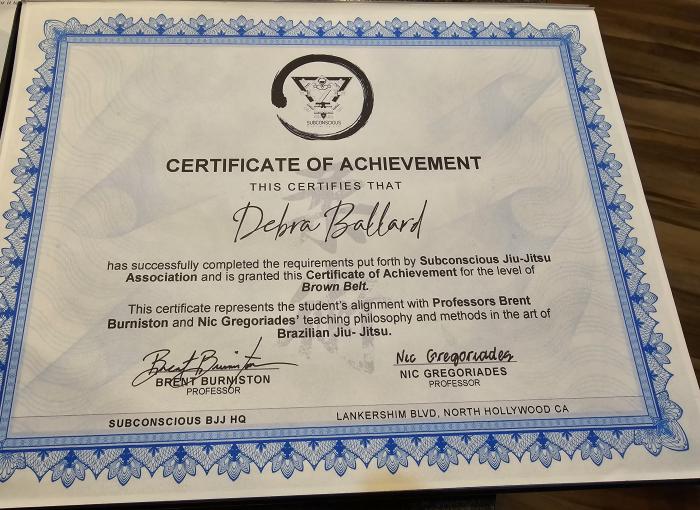 SUBCONSCIOUS
CERTIFICATE OF ACHIEVEMENT
THIS CERTIFIES THAT
Debra Ballard
has successfully completed the requirements put forth by Subconscious Jiu-Jitsu
Association and is granted this Certificate of Achievement for the level of
Brown Belt.
This certificate represents the student's alignment with Professors Brent
Burniston and Nic Gregoriades' teaching philosophy and methods in the art of
Brazilian Jiu- Jitsu.
Brent Burniston
BRENT BURNISTON
PROFESSOR
Nic Gregoriades
NIC GREGORIADES
PROFESSOR
SUBCONSCIOUS BJJ HQ
LANKERSHIM BLVD, NORTH HOLLYWOOD CA